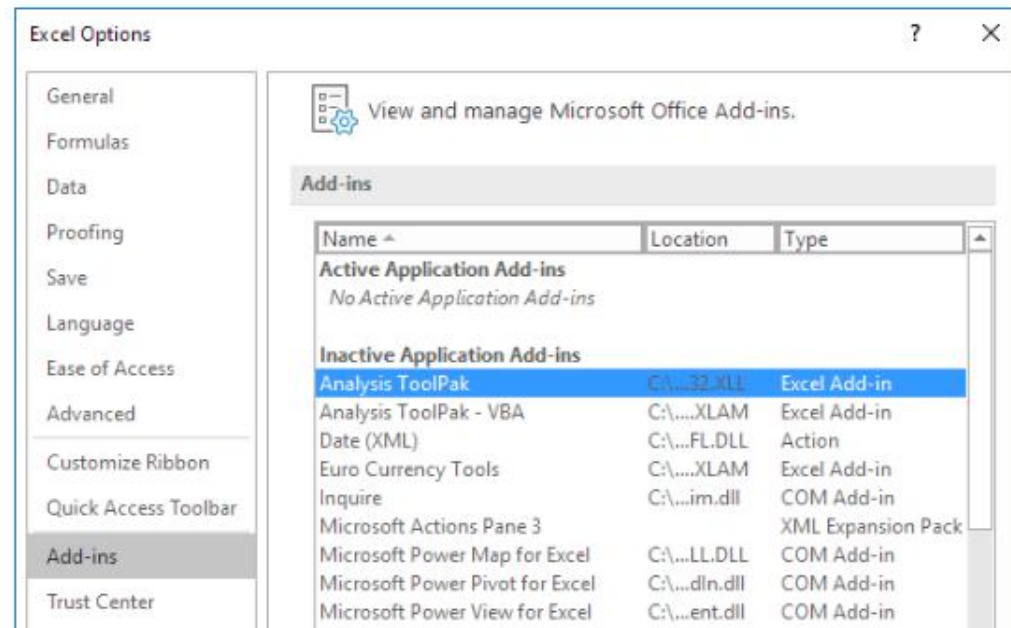 Excel Options ? ×
General
Formulas
Data
Proofing
Save
Language
Ease of Access
Advanced
Customize Ribbon
Quick Access Toolbar
Add-ins
Trust Center
View and manage Microsoft Office Add-ins.
Add-ins
Name Location Type
Active Application Add-ins
No Active Application Add-ins
Inactive Application Add-ins
Analysis ToolPak C:\...32.XLL Excel Add-in
Analysis ToolPak - VBA C:\....XLAM Excel Add-in
Date (XML) C:\...FL.DLL Action
Euro Currency Tools C:\....XLAM Excel Add-in
Inquire C:\...im.dll COM Add-in
Microsoft Actions Pane 3 XML Expansion Pack
Microsoft Power Map for Excel C:\...LL.DLL COM Add-in
Microsoft Power Pivot for Excel C:\...dln.dll COM Add-in
Microsoft Power View for Excel C:\...ent.dll COM Add-in